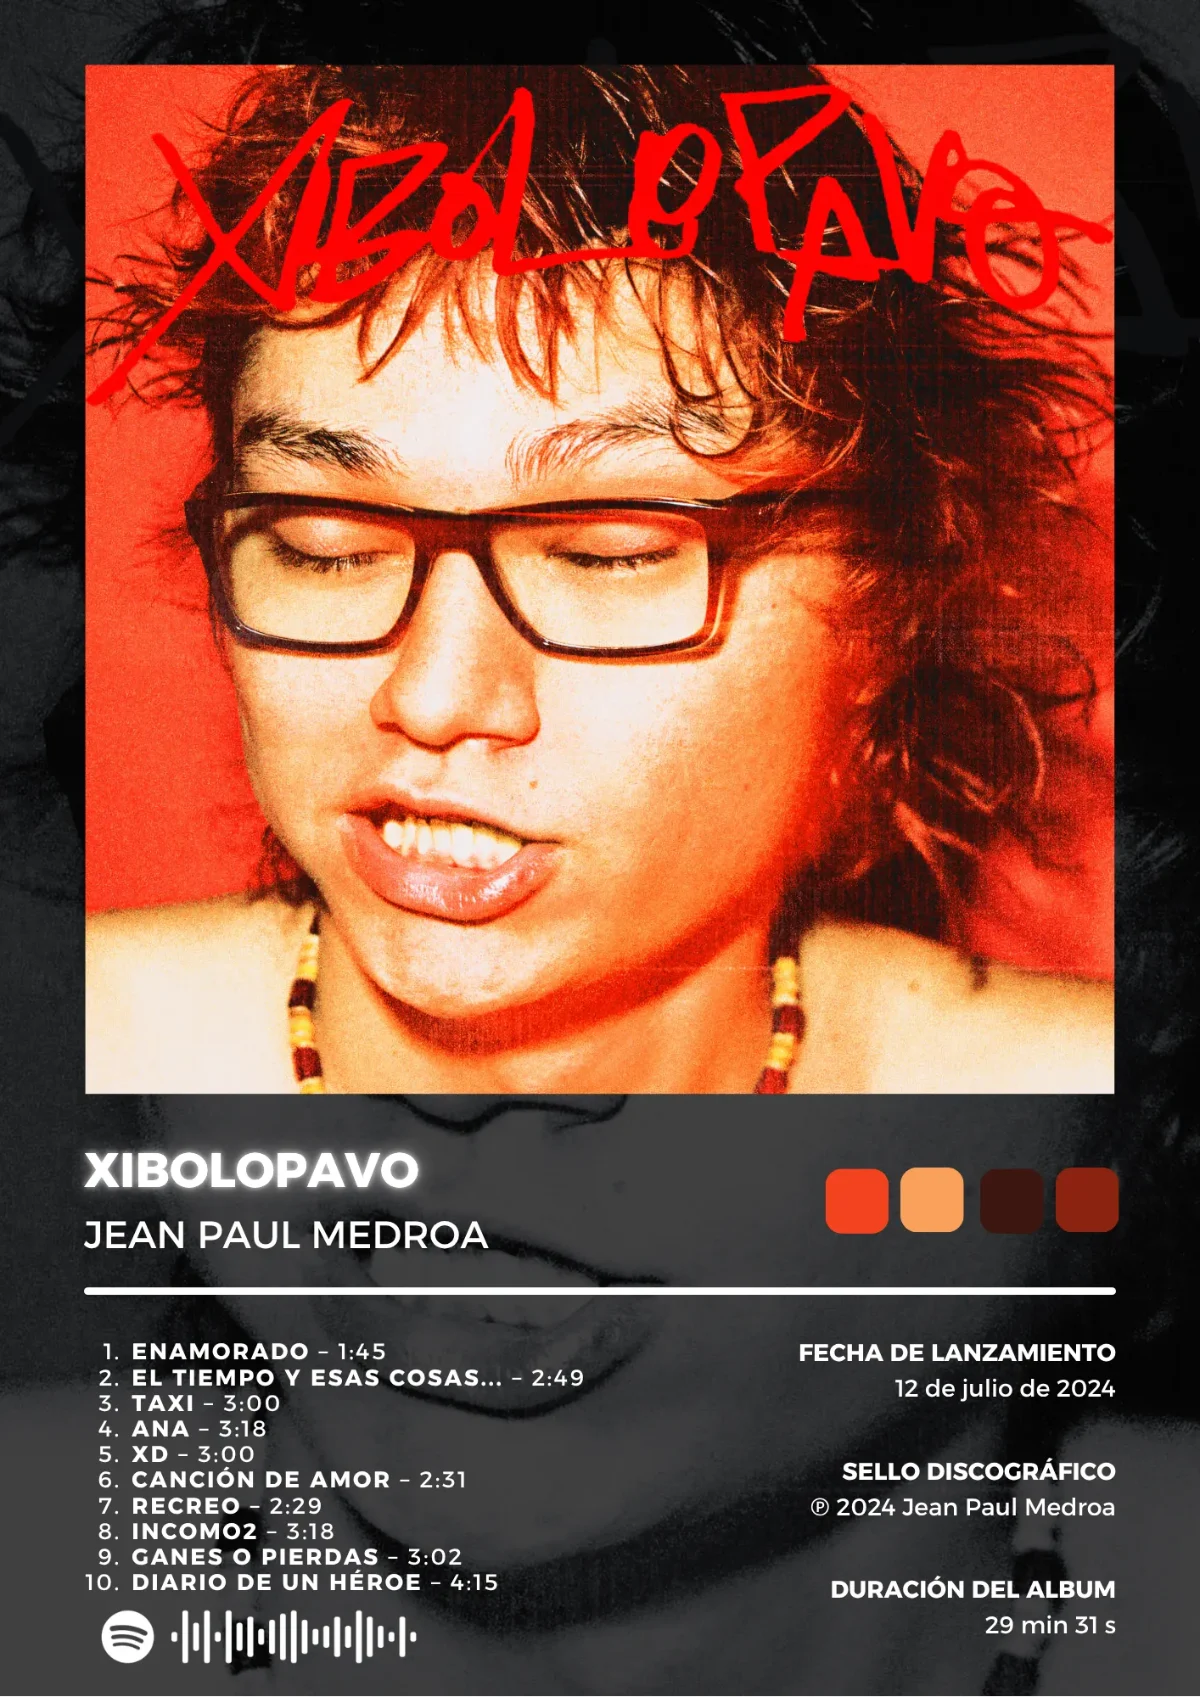 XIBOLOPAVO
XIBOLOPAVO
JEAN PAUL MEDROA
1. ENAMORADO – 1:45
2. EL TIEMPO Y ESAS COSAS... – 2:49
3. TAXI – 3:00
4. ANA – 3:18
5. XD – 3:00
6. CANCIÓN DE AMOR – 2:31
7. RECREO – 2:29
8. INCOMO2 – 3:18
9. GANES O PIERDAS – 3:02
10. DIARIO DE UN HÉROE – 4:15
FECHA DE LANZAMIENTO
12 de julio de 2024
SELLO DISCOGRÁFICO
℗ 2024 Jean Paul Medroa
DURACIÓN DEL ALBUM
29 min 31 s